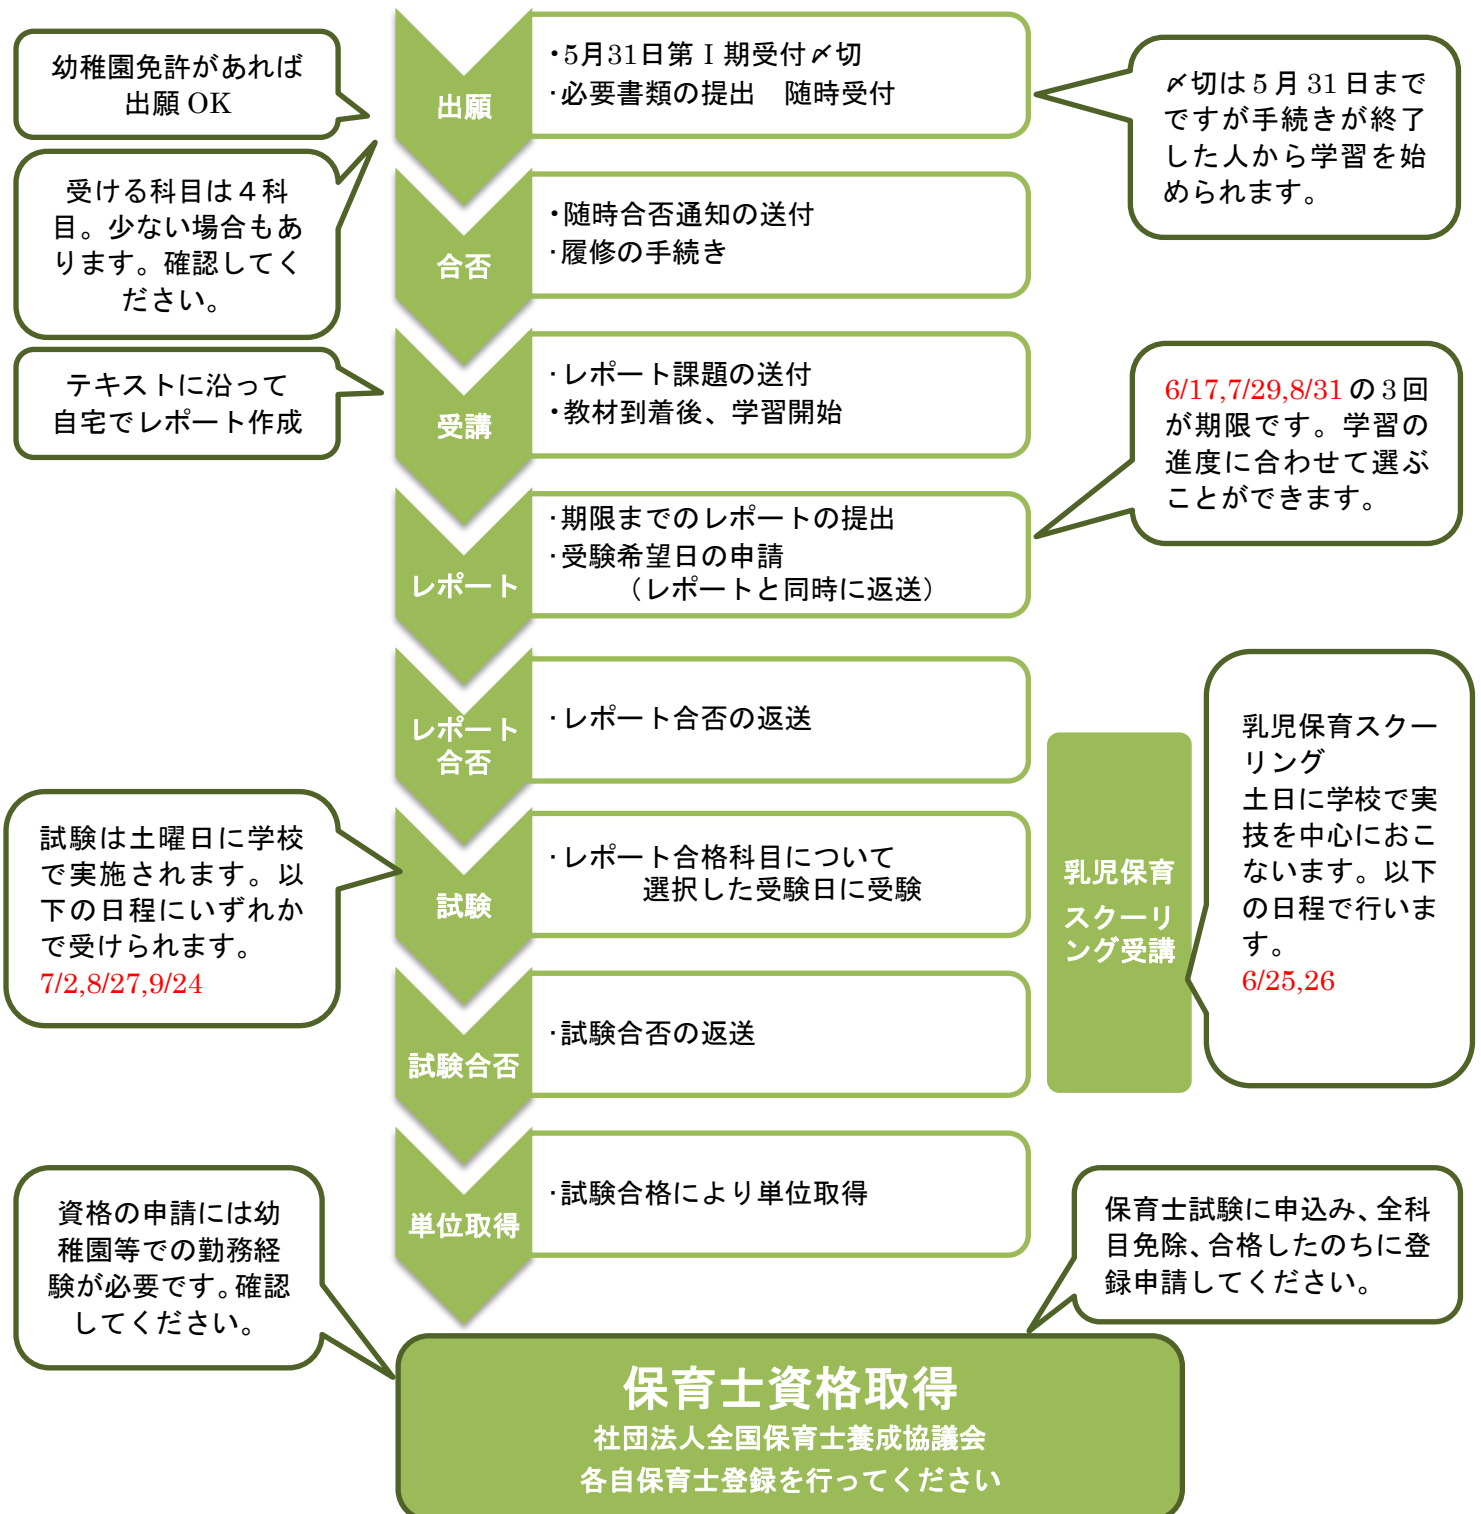 幼稚園免許があれば
出願 OK
出願
・5月31日第Ⅰ期受付〆切
・必要書類の提出　随時受付
〆切は 5 月 31 日まで
ですが手続きが終了
した人から学習を始
められます。
受ける科目は４科
目。少ない場合もあ
ります。確認してく
ださい。
合否
・随時合否通知の送付
・履修の手続き
テキストに沿って
自宅でレポート作成
受講
・レポート課題の送付
・教材到着後、学習開始
6/17,7/29,8/31 の 3 回
が期限です。学習の
進度に合わせて選ぶ
ことができます。
レポート
・期限までのレポートの提出
・受験希望日の申請
（レポートと同時に返送）
レポート
合否
・レポート合否の返送
乳児保育スクー
リング
土日に学校で実
技を中心におこ
ないます。以下
の日程で行いま
す。
6/25,26
乳児保育
スクーリ
ング受講
試験は土曜日に学校
で実施されます。以
下の日程にいずれか
で受けられます。
7/2,8/27,9/24
試験
・レポート合格科目について
選択した受験日に受験
試験合否
・試験合否の返送
単位取得
・試験合格により単位取得
資格の申請には幼
稚園等での勤務経
験が必要です。確認
してください。
保育士試験に申込み、全科
目免除、合格したのちに登
録申請してください。
保育士資格取得
社団法人全国保育士養成協議会
各自保育士登録を行ってください